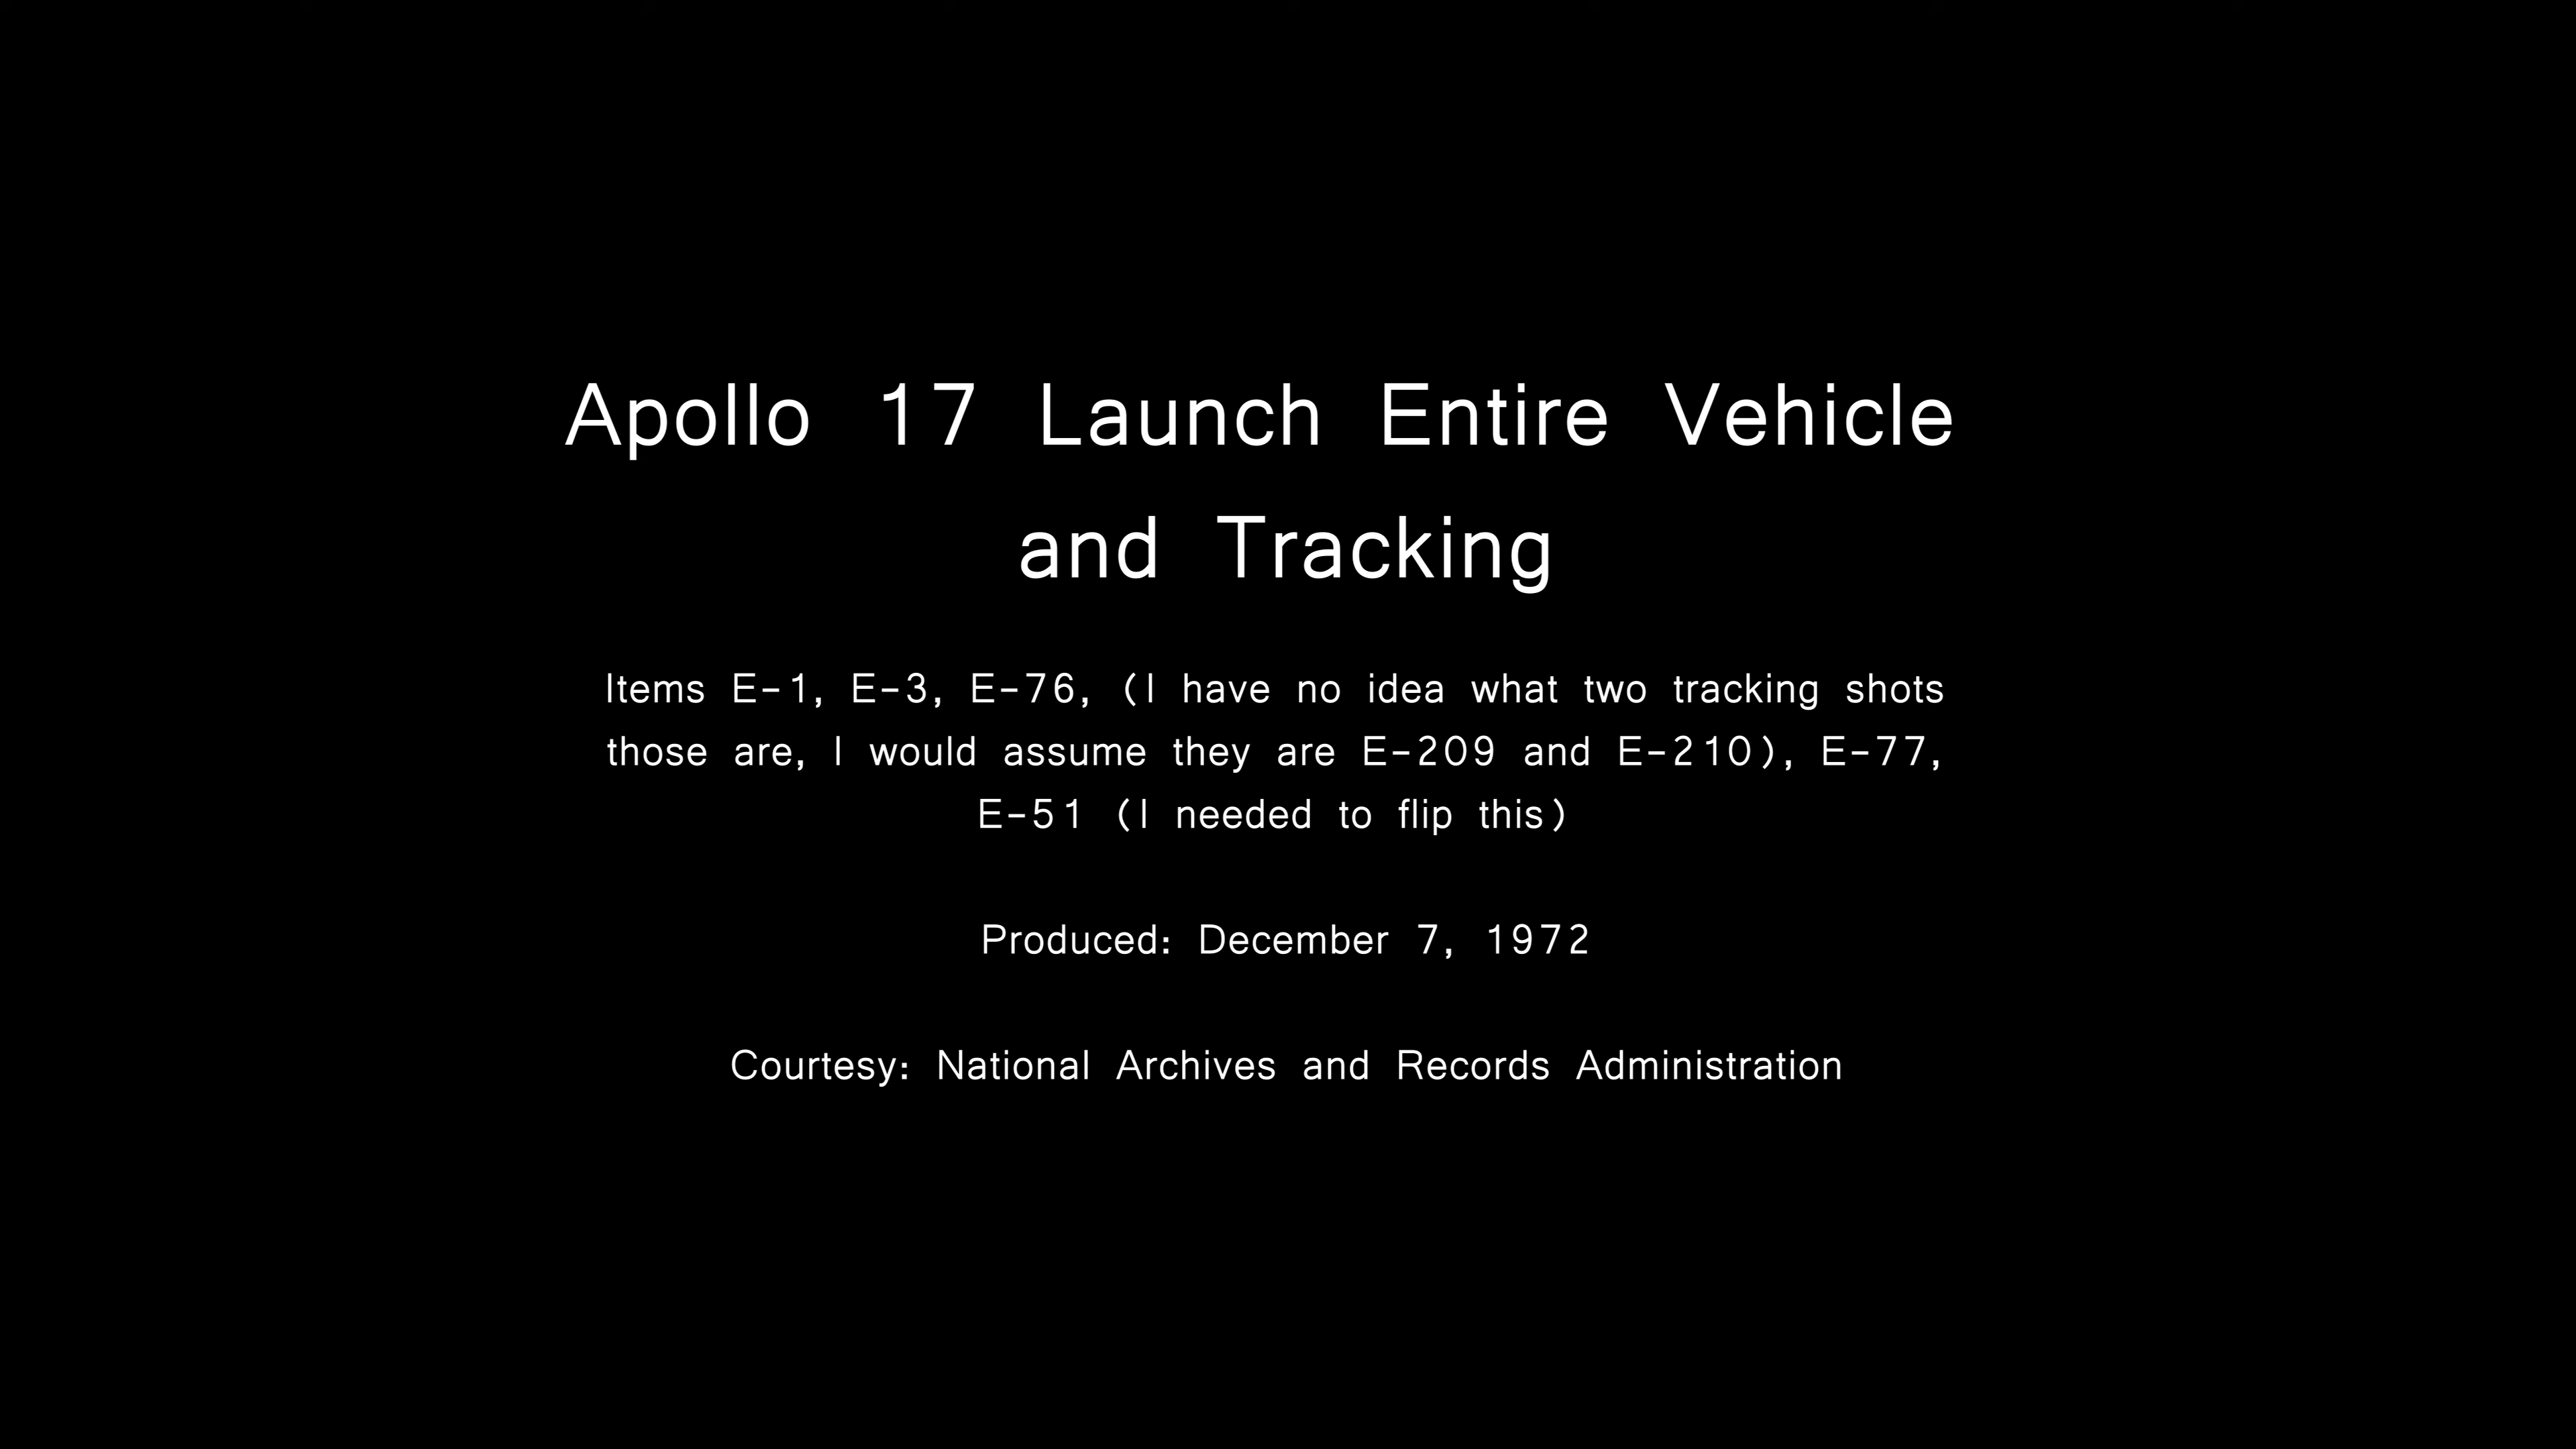 Apollo 17 Launch Entire Vehicle
and Tracking
Items E-1, E-3, E-76, (I have no idea what two tracking shots
those are, I would assume they are E-209 and E-210), E-77,
E-51 (I needed to flip this)
Produced: December 7, 1972
Courtesy: National Archives and Records Administration